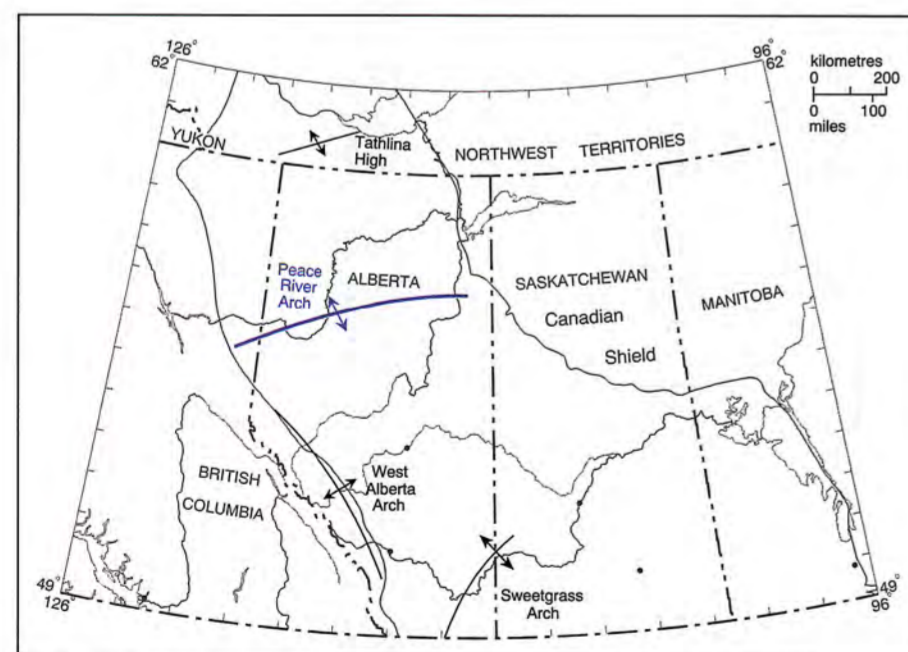 126°
62°
96°
62
kilometres
0 200
0 100
miles
YUKON
Tathlina
High
NORTHWEST TERRITORIES
Peace
River
Arch
ALBERTA
SASKATCHEWAN
Canadian
Shield
MANITOBA
BRITISH
COLUMBIA
West
Alberta
Arch
Sweetgrass
Arch
49°
126°
49
96°